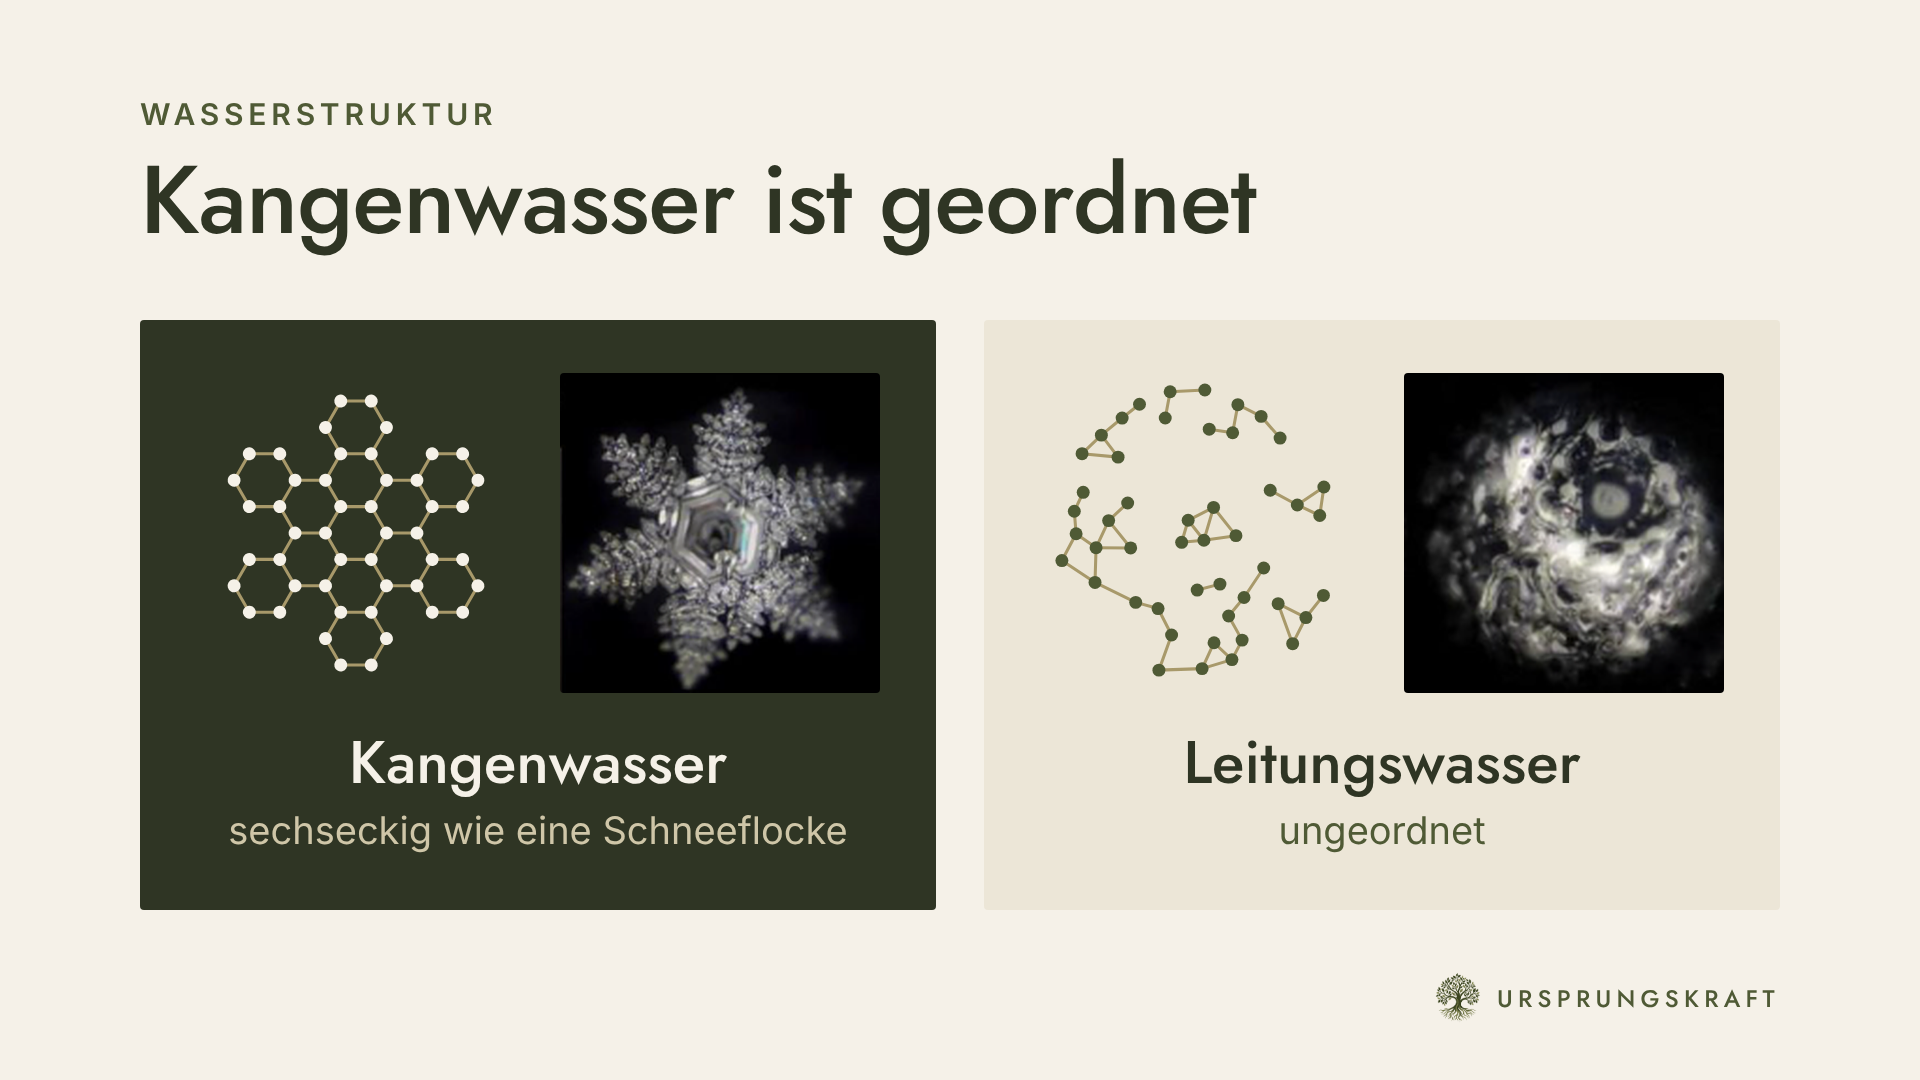 WASSERSTRUKTUR
Kangenwasser ist geordnet
Kangenwasser
sechseckig wie eine Schneeflocke
Leitungswasser
ungeordnet
URSPRUNGSKRAFT